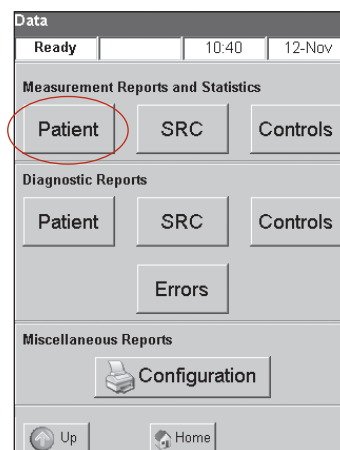 Data
Ready 10:40 12-Nov
Measurement Reports and Statistics
Patient SRC Controls
Diagnostic Reports
Patient SRC Controls
Errors
Miscellaneous Reports
Configuration
Up Home